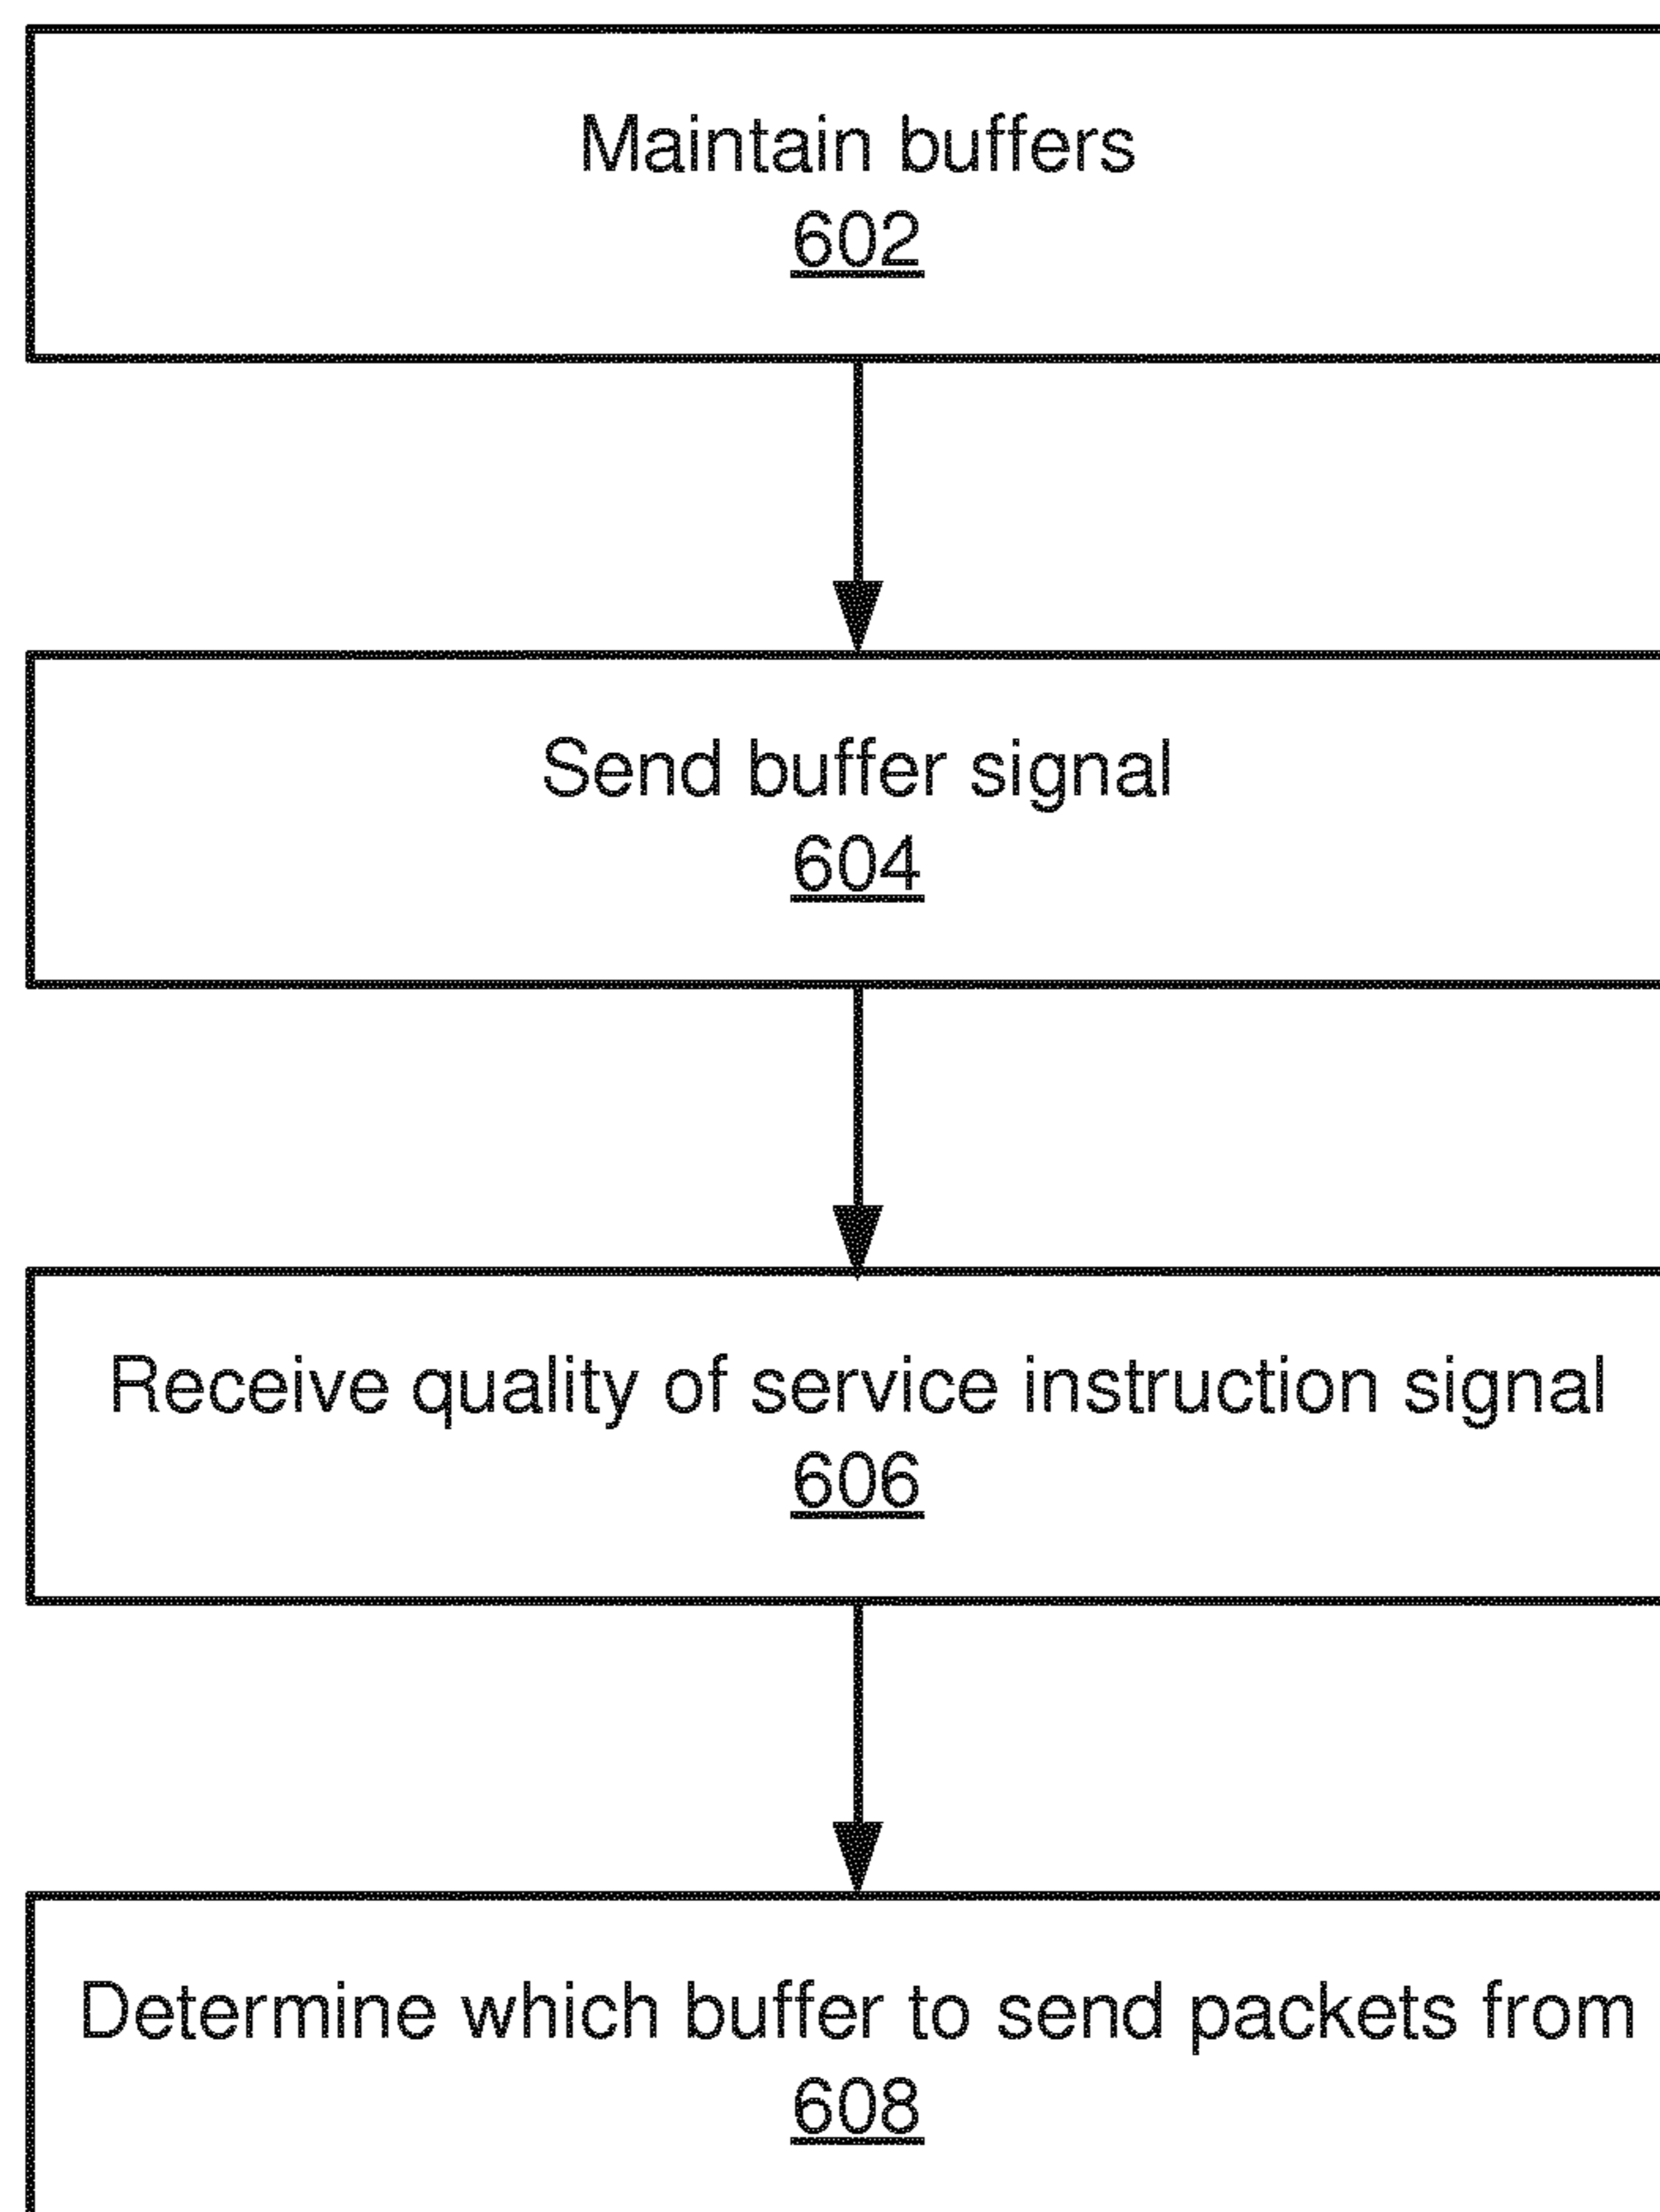 Maintain buffers
602
Send buffer signal
604
Receive quality of service instruction signal
606
Determine which buffer to send packets from
608